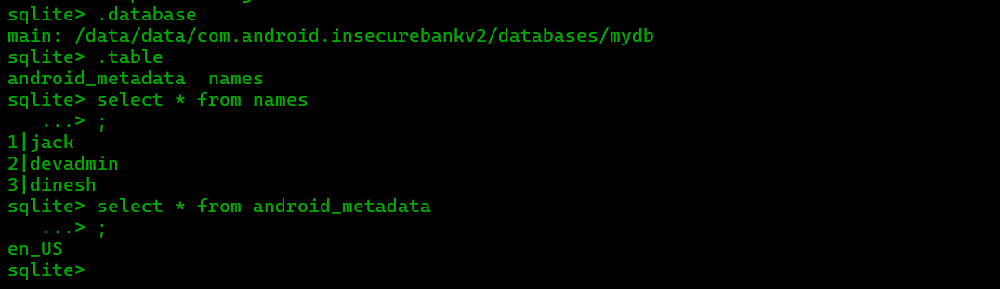 sqlite> .database
main: /data/data/com.android.insecurebankv2/databases/mydb
sqlite> .table
android_metadata  names
sqlite> select * from names
   ...> ;
1|jack
2|devadmin
3|dinesh
sqlite> select * from android_metadata
   ...> ;
en_US
sqlite>